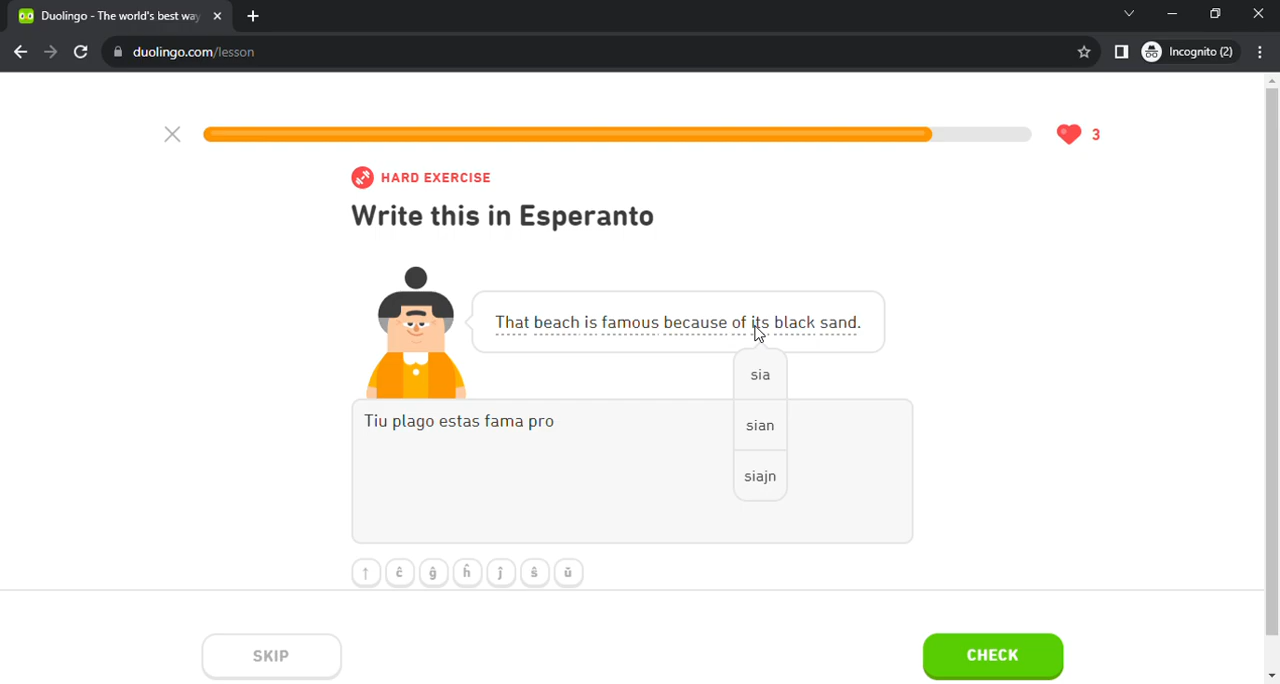 Duolingo - The world's best way
duolingo.com/lesson
Incognito (2)
3
HARD EXERCISE
Write this in Esperanto
That beach is famous because of its black sand.
sia
sian
siajn
Tiu plago estas fama pro
↑ ĉ ĝ ĥ ĵ ŝ ŭ
SKIP
CHECK